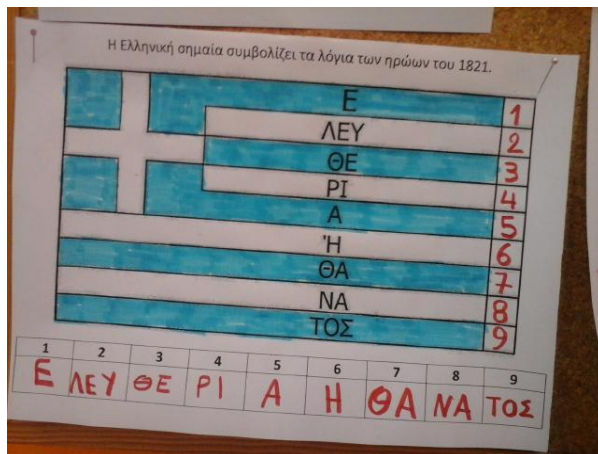 Η Ελληνική σημαία συμβολίζει τα λόγια των ηρώων του 1821.
Ε 1
ΛΕΥ 2
ΘΕ 3
ΡΙ 4
Α 5
Ή 6
ΘΑ 7
ΝΑ 8
ΤΟΣ 9
1 2 3 4 5 6 7 8 9
Ε ΛΕΥ ΘΕ ΡΙ Α Η ΘΑ ΝΑ ΤΟΣ